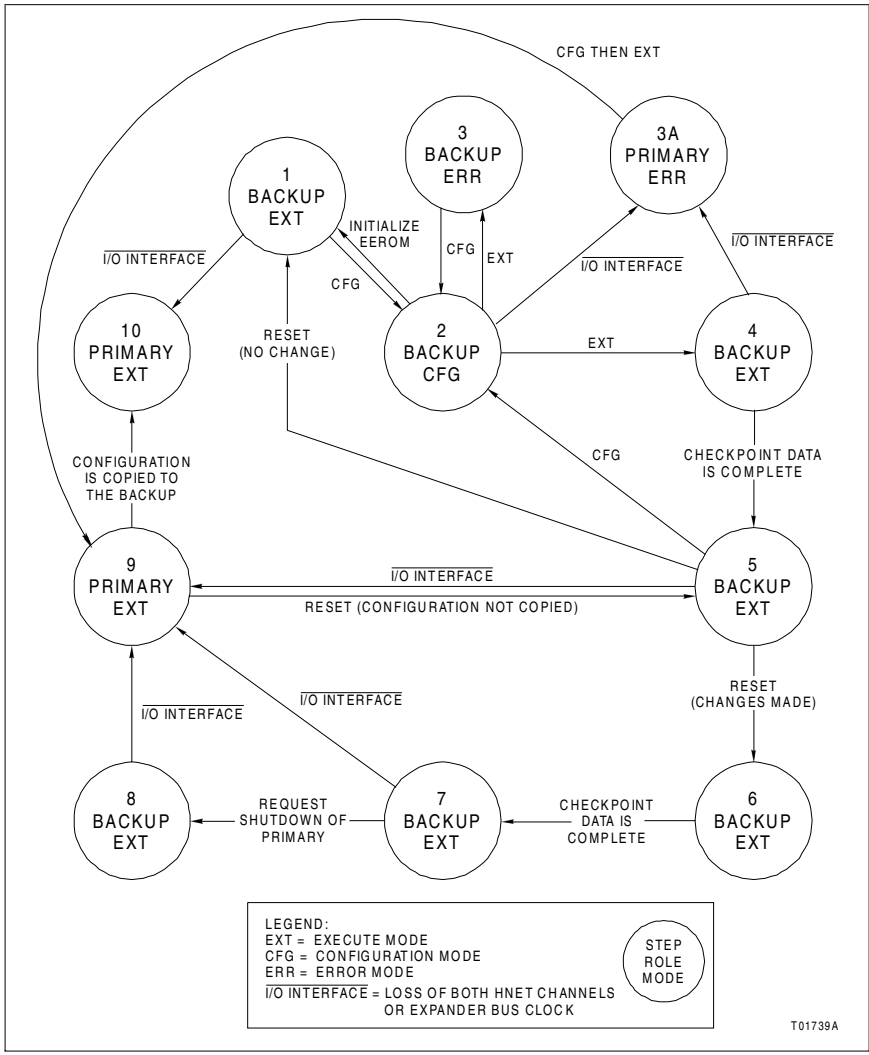 CFG THEN EXT
3
BACKUP
ERR
3A
PRIMARY
ERR
1
BACKUP
EXT
INITIALIZE
EEROM
I/O INTERFACE
CFG
CFG
EXT
I/O INTERFACE
I/O INTERFACE
10
PRIMARY
EXT
RESET
(NO CHANGE)
2
BACKUP
CFG
EXT
4
BACKUP
EXT
CONFIGURATION
IS COPIED TO
THE BACKUP
CFG
CHECKPOINT DATA
IS COMPLETE
9
PRIMARY
EXT
I/O INTERFACE
RESET (CONFIGURATION NOT COPIED)
5
BACKUP
EXT
I/O INTERFACE
I/O INTERFACE
RESET
(CHANGES MADE)
8
BACKUP
EXT
REQUEST
SHUTDOWN OF
PRIMARY
7
BACKUP
EXT
CHECKPOINT
DATA IS
COMPLETE
6
BACKUP
EXT
LEGEND:
EXT = EXECUTE MODE
CFG = CONFIGURATION MODE
ERR = ERROR MODE
I/O INTERFACE = LOSS OF BOTH HNET CHANNELS
OR EXPANDER BUS CLOCK
STEP
ROLE
MODE
T01739A